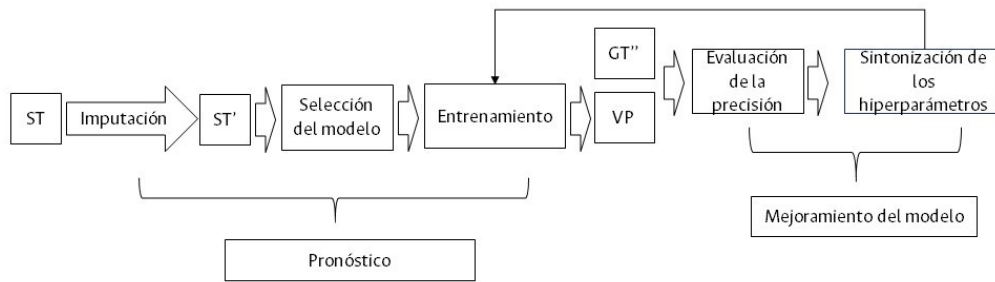 ST
Imputación
ST’
Selección
del modelo
Entrenamiento
GT’’
VP
Evaluación
de la
precisión
Sintonización de
los
hiperparámetros
Pronóstico
Mejoramiento del modelo